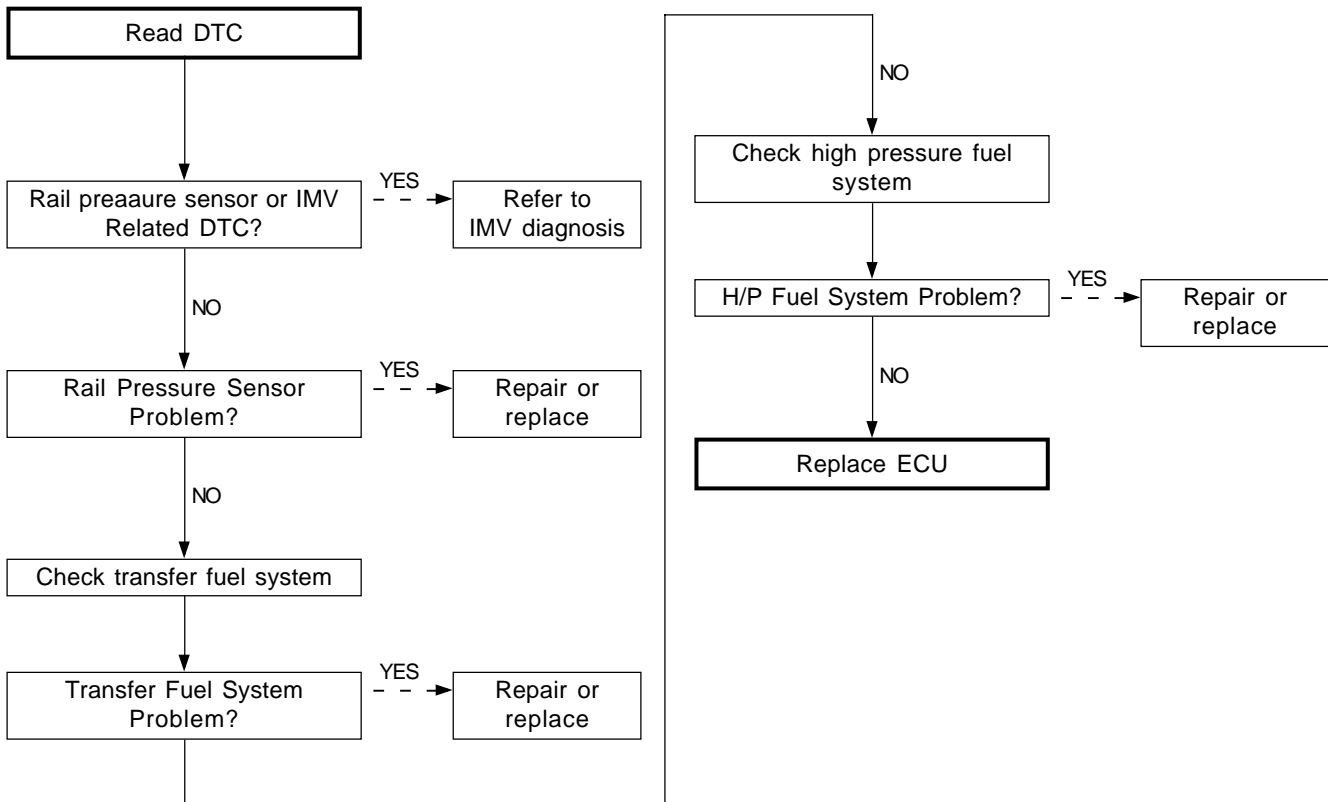 Read DTC
Rail preaaure sensor or IMV
Related DTC?
YES
Refer to
IMV diagnosis
NO
Rail Pressure Sensor
Problem?
YES
Repair or
replace
NO
Check transfer fuel system
Transfer Fuel System
Problem?
YES
Repair or
replace
NO
Check high pressure fuel
system
H/P Fuel System Problem?
YES
Repair or
replace
NO
Replace ECU